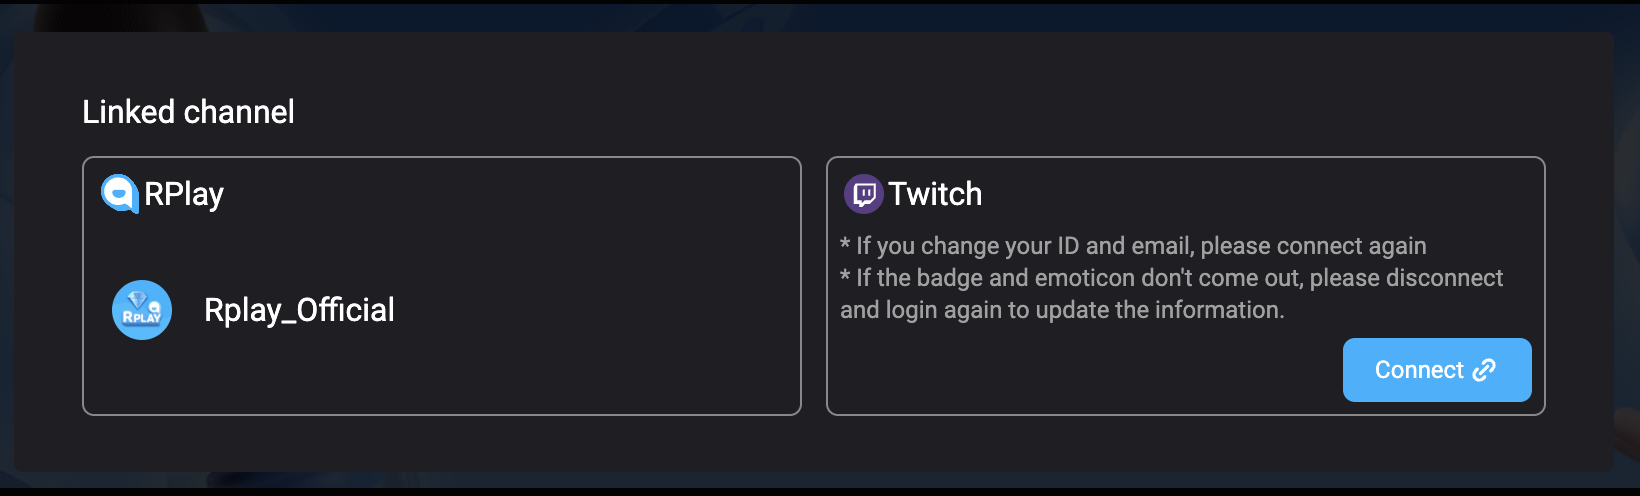 Linked channel
RPlay
RPLAY
Rplay_Official
Twitch
* If you change your ID and email, please connect again
* If the badge and emoticon don't come out, please disconnect
and login again to update the information.
Connect